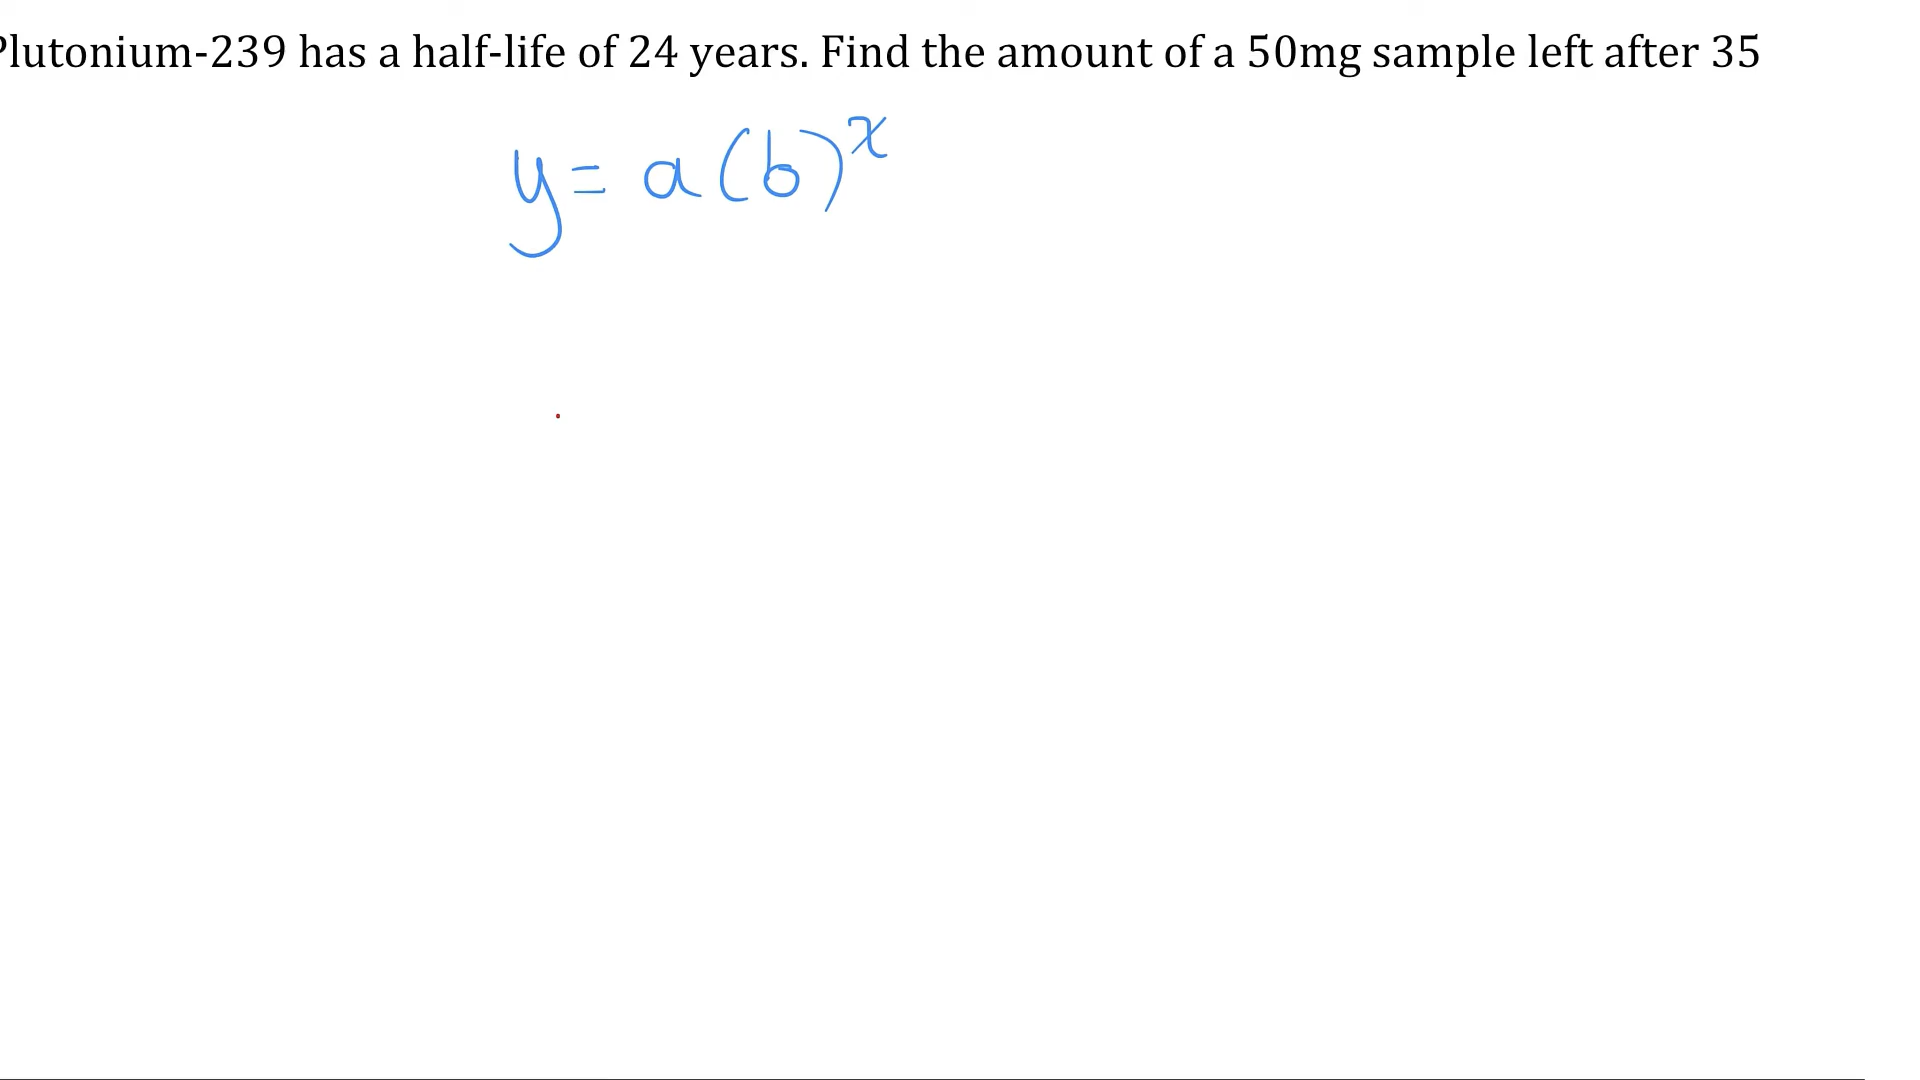 Plutonium-239 has a half-life of 24 years. Find the amount of a 50mg sample left after 35
y = a(b)^x